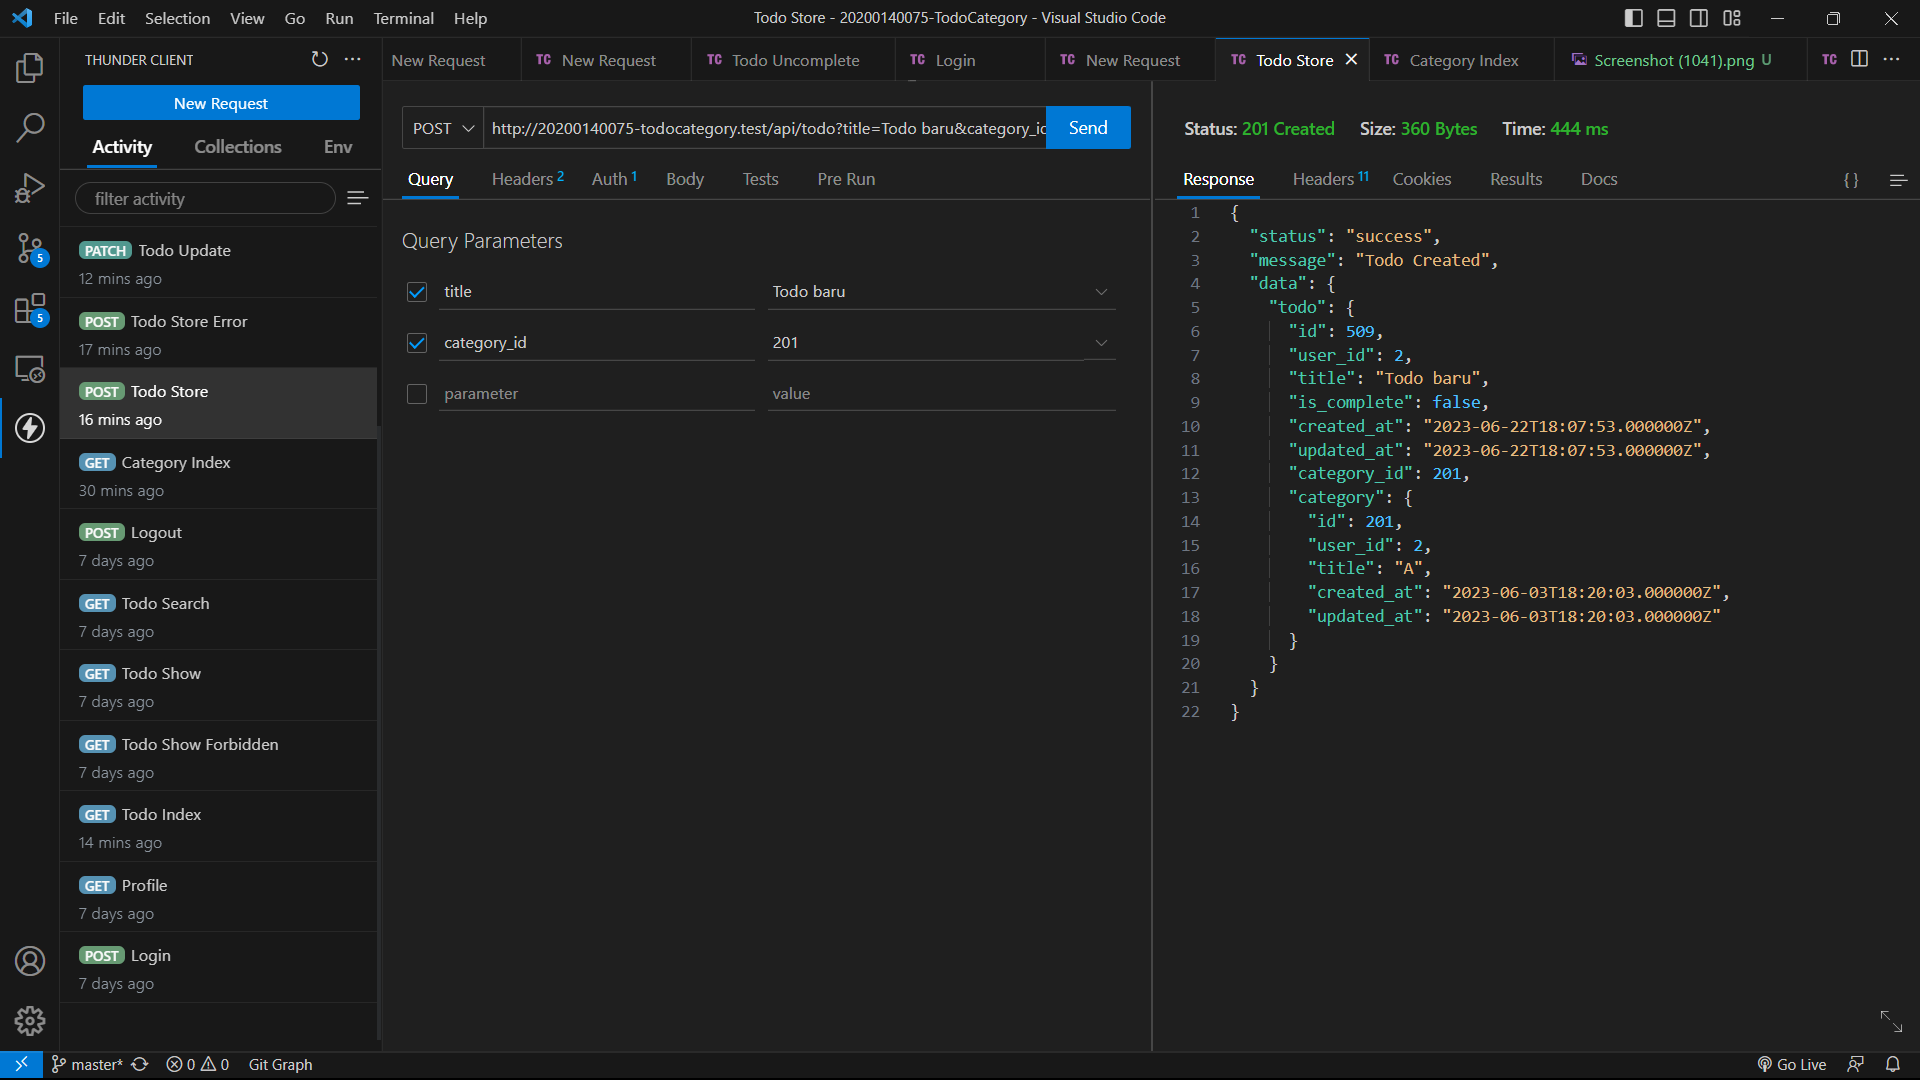 File Edit Selection View Go Run Terminal Help
Todo Store - 20200140075-TodoCategory - Visual Studio Code
THUNDER CLIENT
New Request
Activity Collections Env
filter activity
PATCH Todo Update
12 mins ago
POST Todo Store Error
17 mins ago
POST Todo Store
16 mins ago
GET Category Index
30 mins ago
POST Logout
7 days ago
GET Todo Search
7 days ago
GET Todo Show
7 days ago
GET Todo Show Forbidden
7 days ago
GET Todo Index
14 mins ago
GET Profile
7 days ago
POST Login
7 days ago
5
5
New Request TC New Request TC Todo Uncomplete TC Login TC New Request TC Todo Store TC Category Index Screenshot (1041).png U TC
POST http://20200140075-todocategory.test/api/todo?title=Todo baru&category_id Send
Query Headers 2 Auth 1 Body Tests Pre Run
Query Parameters
title Todo baru
category_id 201
parameter value
Status: 201 Created Size: 360 Bytes Time: 444 ms
Response Headers 11 Cookies Results Docs { }
1 {
2 "status": "success",
3 "message": "Todo Created",
4 "data": {
5 "todo": {
6 "id": 509,
7 "user_id": 2,
8 "title": "Todo baru",
9 "is_complete": false,
10 "created_at": "2023-06-22T18:07:53.000000Z",
11 "updated_at": "2023-06-22T18:07:53.000000Z",
12 "category_id": 201,
13 "category": {
14 "id": 201,
15 "user_id": 2,
16 "title": "A",
17 "created_at": "2023-06-03T18:20:03.000000Z",
18 "updated_at": "2023-06-03T18:20:03.000000Z"
19 }
20 }
21 }
22 }
master* 0 0 Git Graph
Go Live